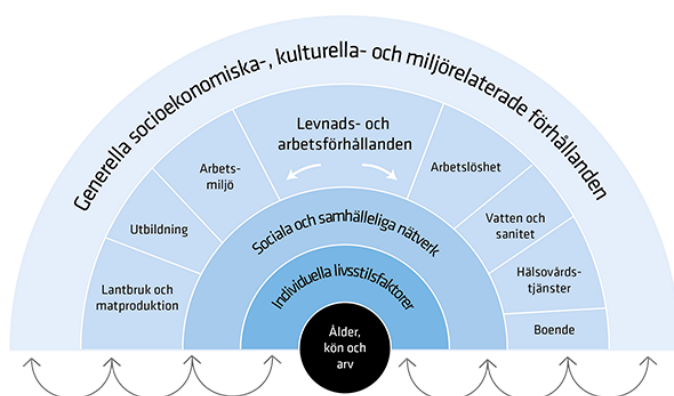 Generella socioekonomiska-, kulturella- och miljörelaterade förhållanden
Levnads- och
arbetsförhållanden
Arbets-
miljö
Arbetslöshet
Utbildning
Vatten och
sanitet
Lantbruk och
matproduktion
Hälsovårds-
tjänster
Boende
Sociala och samhälleliga nätverk
Individuella livsstilsfaktorer
Ålder,
kön och
arv